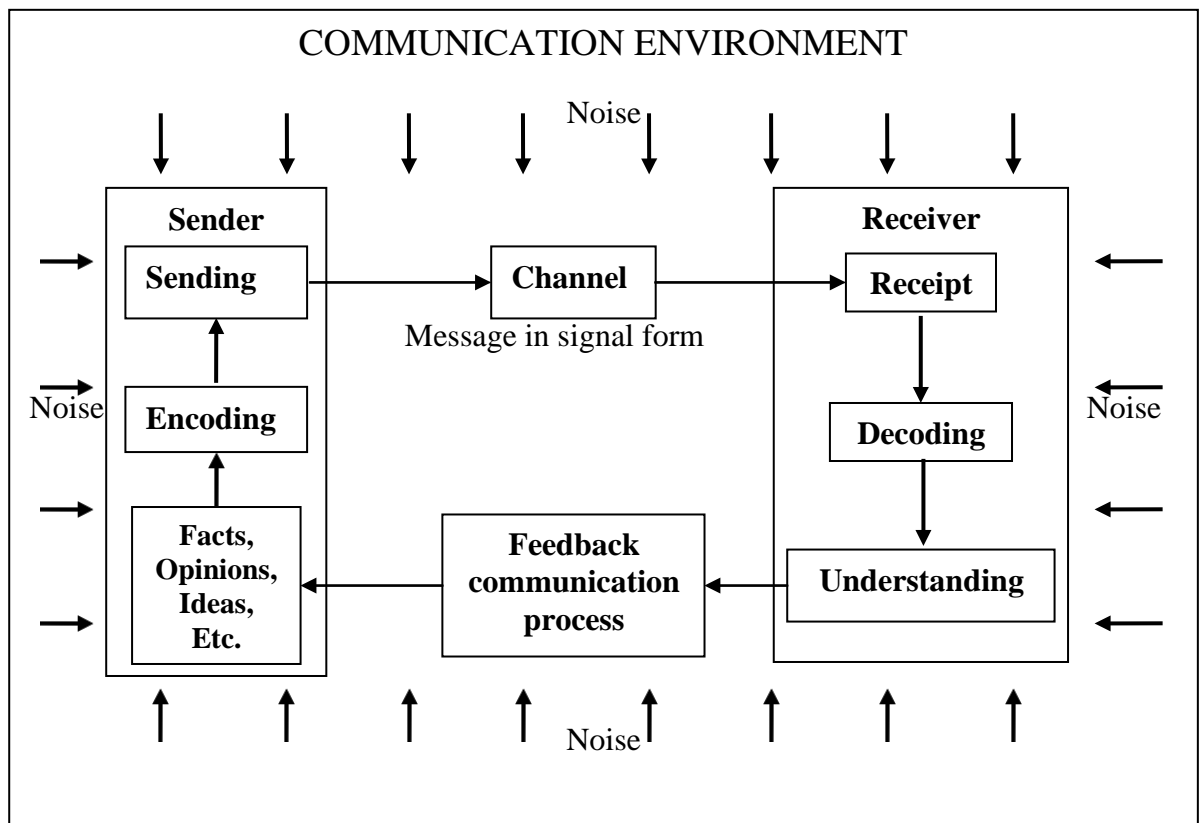 COMMUNICATION ENVIRONMENT
Noise
Sender
Receiver
Sending
Channel
Receipt
Message in signal form
Encoding
Noise
Noise
Decoding
Facts,
Opinions,
Ideas,
Etc.
Feedback
communication
process
Understanding
Noise